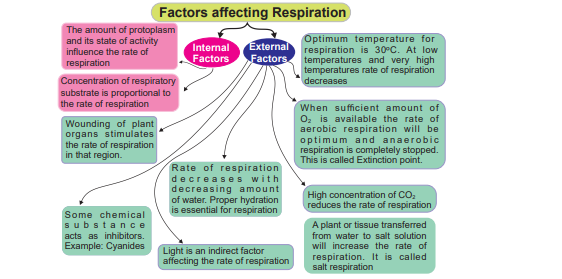 Factors affecting Respiration
Internal
Factors
External
Factors
The amount of protoplasm
and its state of activity
influence the rate of
respiration
Concentration of respiratory
substrate is proportional to
the rate of respiration
Wounding of plant
organs stimulates
the rate of respiration
in that region.
Some chemical
substance
acts as inhibitors.
Example: Cyanides
Rate of respiration
decreases with
decreasing amount
of water. Proper hydration
is essential for respiration
Light is an indirect factor
affecting the rate of respiration
Optimum temperature for
respiration is 30ºC. At low
temperatures and very high
temperatures rate of respiration
decreases
When sufficient amount of
O₂ is available the rate of
aerobic respiration will be
optimum and anaerobic
respiration is completely stopped.
This is called Extinction point.
High concentration of CO₂
reduces the rate of respiration
A plant or tissue transferred
from water to salt solution
will increase the rate of
respiration. It is called
salt respiration